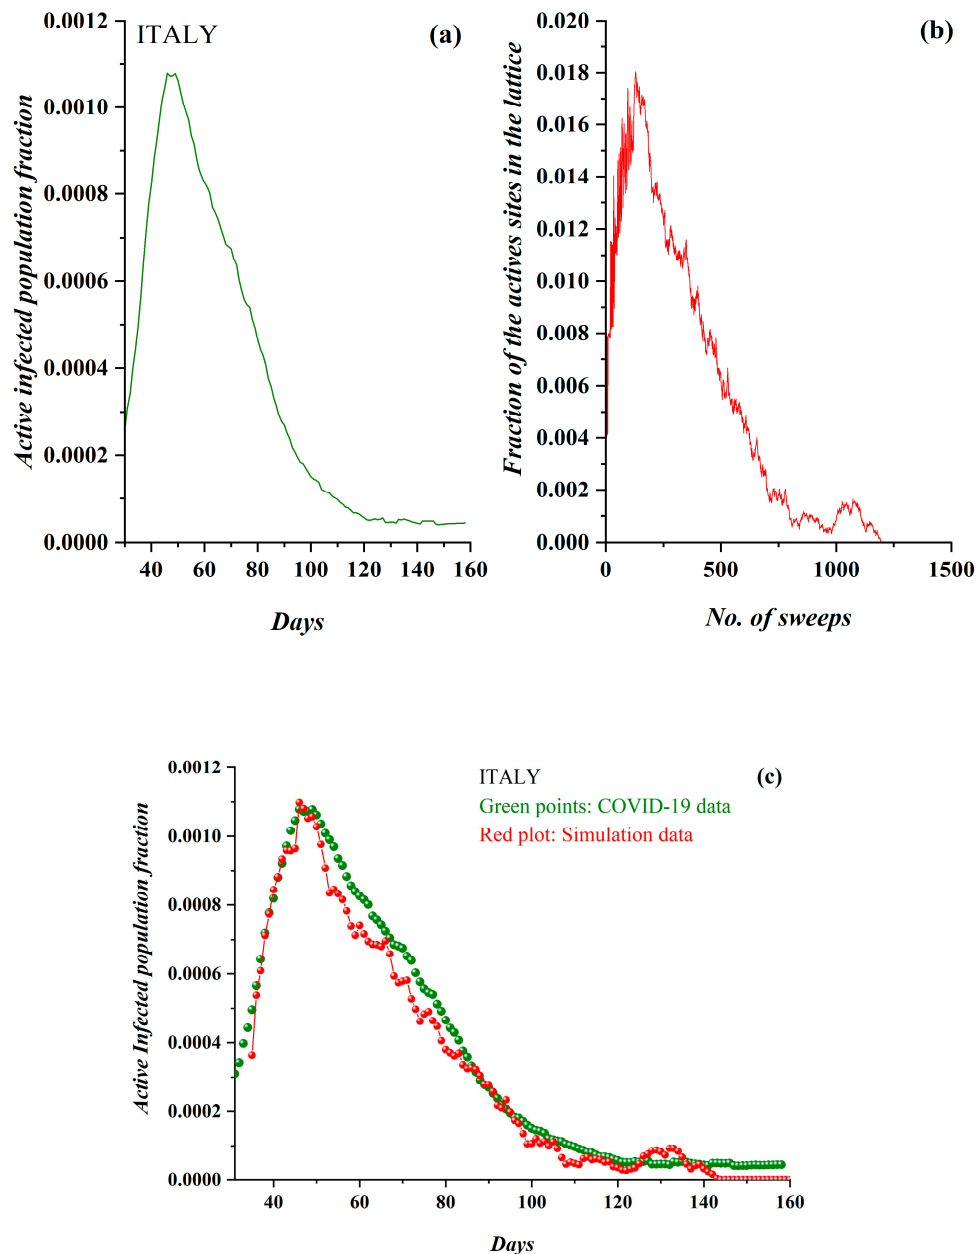 ITALY
(a)
Active infected population fraction
0.0012
0.0010
0.0008
0.0006
0.0004
0.0002
0.0000
40 60 80 100 120 140 160
Days
(b)
Fraction of the actives sites in the lattice
0.020
0.018
0.016
0.014
0.012
0.010
0.008
0.006
0.004
0.002
0.000
0 500 1000 1500
No. of sweeps
ITALY
(c)
Green points: COVID-19 data
Red plot: Simulation data
Active Infected population fraction
0.0012
0.0010
0.0008
0.0006
0.0004
0.0002
0.0000
40 60 80 100 120 140 160
Days